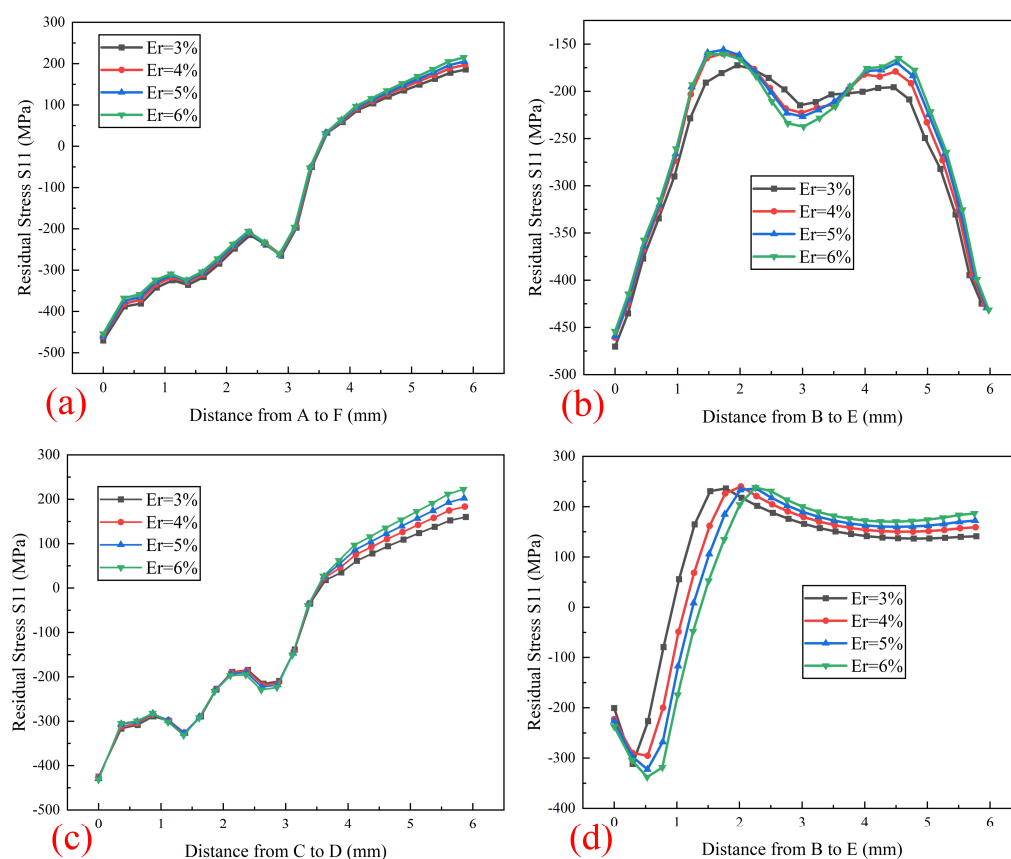 Residual Stress S11 (MPa)
300
200
100
0
-100
-200
-300
-400
-500
Er=3%
Er=4%
Er=5%
Er=6%
0 1 2 3 4 5 6
Distance from A to F (mm)
(a)
Residual Stress S11 (MPa)
-150
-200
-250
-300
-350
-400
-450
-500
Er=3%
Er=4%
Er=5%
Er=6%
0 1 2 3 4 5 6
Distance from B to E (mm)
(b)
Residual Stress S11 (MPa)
300
200
100
0
-100
-200
-300
-400
-500
Er=3%
Er=4%
Er=5%
Er=6%
0 1 2 3 4 5 6
Distance from C to D (mm)
(c)
Residual Stress S11 (MPa)
300
200
100
0
-100
-200
-300
-400
Er=3%
Er=4%
Er=5%
Er=6%
0 1 2 3 4 5 6
Distance from B to E (mm)
(d)